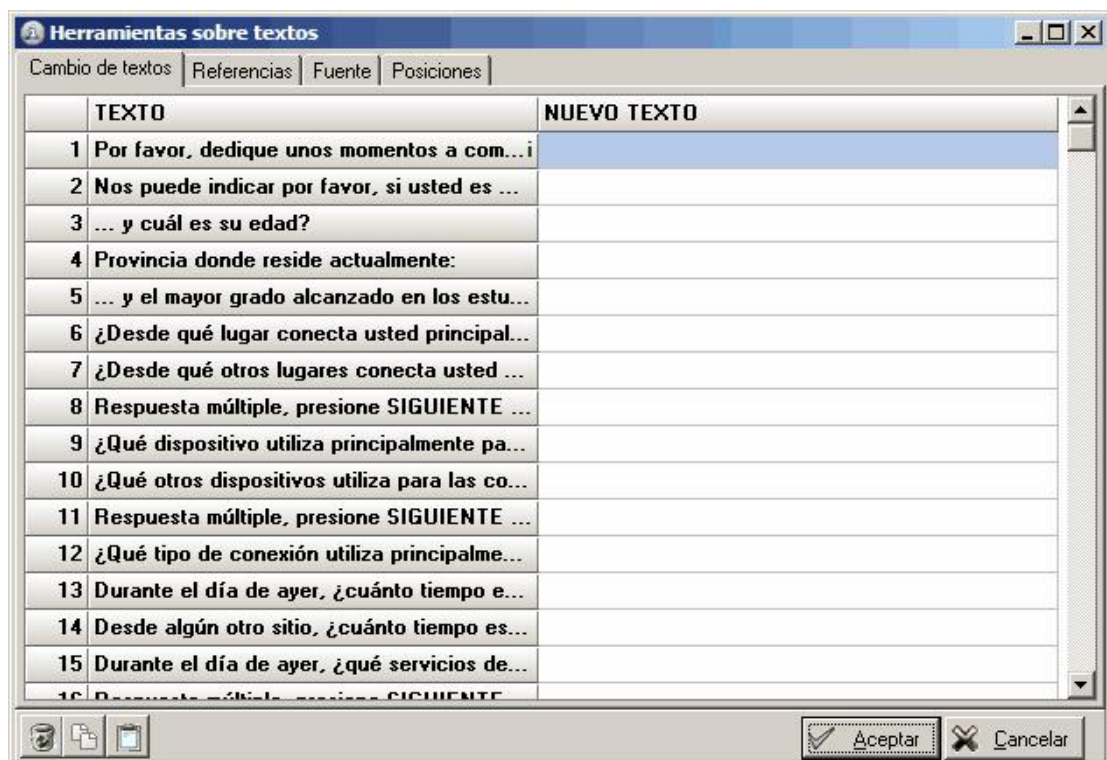 Herramientas sobre textos
Cambio de textos Referencias Fuente Posiciones
TEXTO NUEVO TEXTO
1 Por favor, dedique unos momentos a com...i
2 Nos puede indicar por favor, si usted es ...
3 ... y cuál es su edad?
4 Provincia donde reside actualmente:
5 ... y el mayor grado alcanzado en los estu...
6 ¿Desde qué lugar conecta usted principal...
7 ¿Desde qué otros lugares conecta usted ...
8 Respuesta múltiple, presione SIGUIENTE ...
9 ¿Qué dispositivo utiliza principalmente pa...
10 ¿Qué otros dispositivos utiliza para las co...
11 Respuesta múltiple, presione SIGUIENTE ...
12 ¿Qué tipo de conexión utiliza principalme...
13 Durante el día de ayer, ¿cuánto tiempo e...
14 Desde algún otro sitio, ¿cuánto tiempo es...
15 Durante el día de ayer, ¿qué servicios de...
16 Respuesta múltiple, presione SIGUIENTE
Aceptar Cancelar